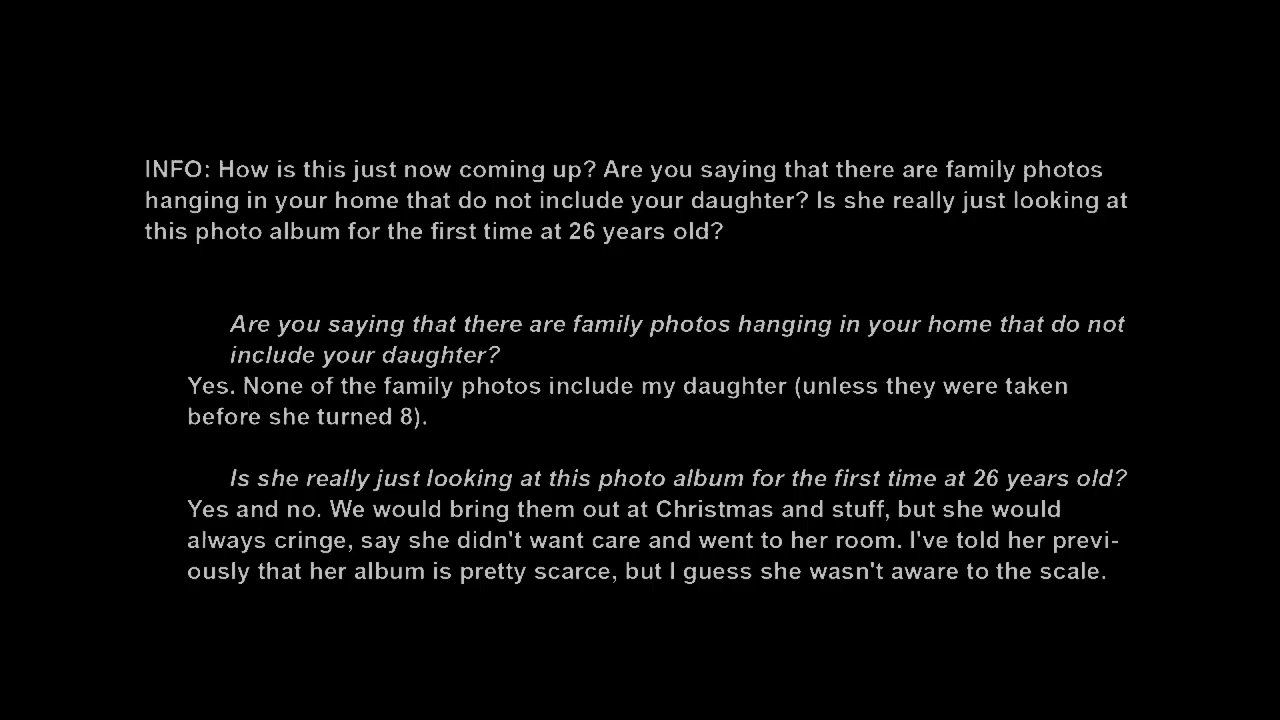 INFO: How is this just now coming up? Are you saying that there are family photos
hanging in your home that do not include your daughter? Is she really just looking at
this photo album for the first time at 26 years old?
Are you saying that there are family photos hanging in your home that do not
include your daughter?
Yes. None of the family photos include my daughter (unless they were taken
before she turned 8).
Is she really just looking at this photo album for the first time at 26 years old?
Yes and no. We would bring them out at Christmas and stuff, but she would
always cringe, say she didn't want care and went to her room. I've told her previ-
ously that her album is pretty scarce, but I guess she wasn't aware to the scale.